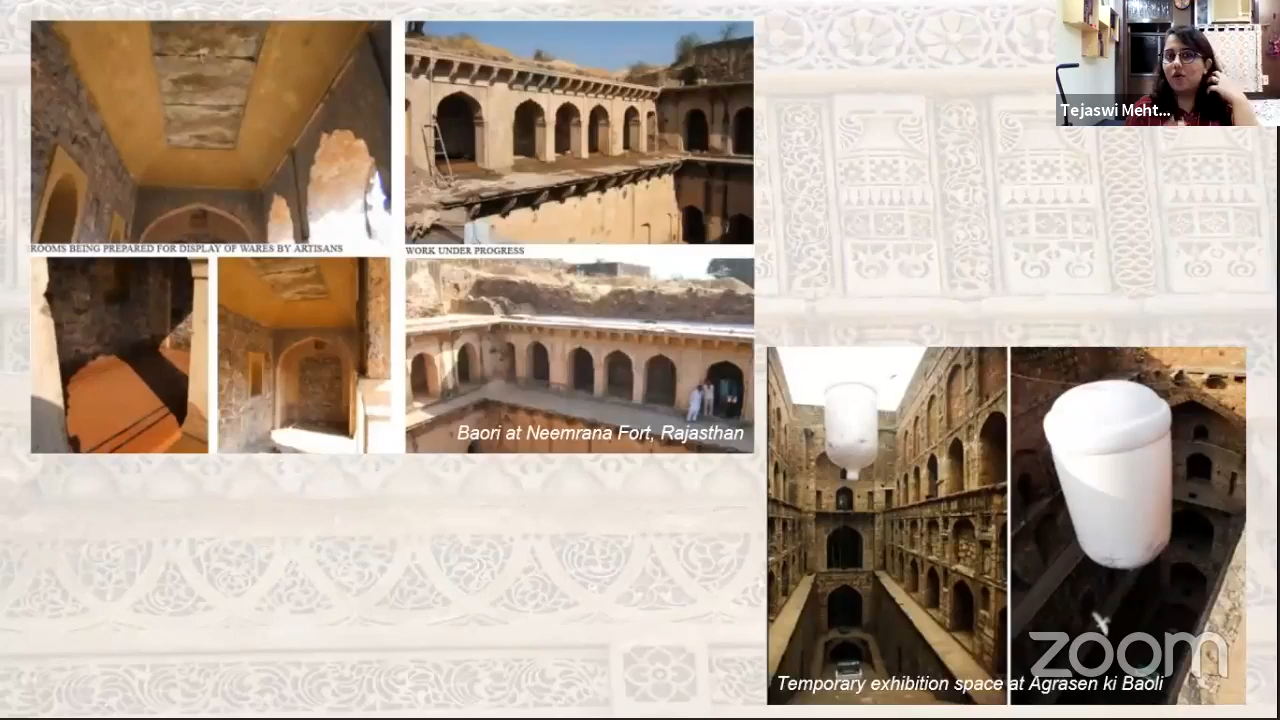 Tejaswi Meht...
ROOMS BEING PREPARED FOR DISPLAY OF WARES BY ARTISANS
WORK UNDER PROGRESS
Baori at Neemrana Fort, Rajasthan
zoom
Temporary exhibition space at Agrasen ki Baoli